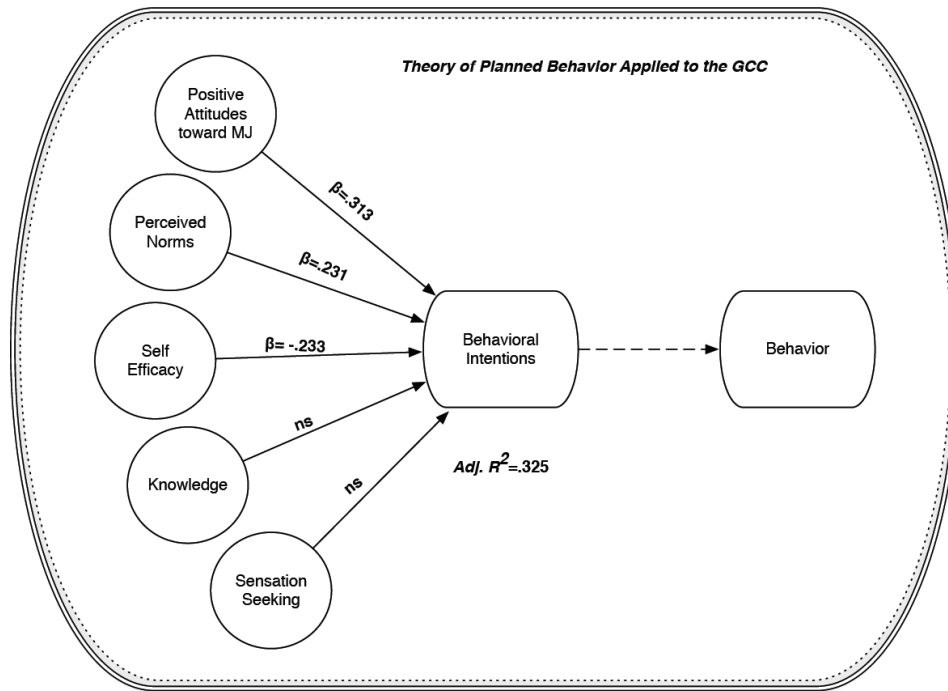 Theory of Planned Behavior Applied to the GCC
Positive
Attitudes
toward MJ
β=.313
Perceived
Norms
β=.231
Self
Efficacy
β= -.233
Behavioral
Intentions
Behavior
Knowledge
ns
Adj. R²=.325
ns
Sensation
Seeking